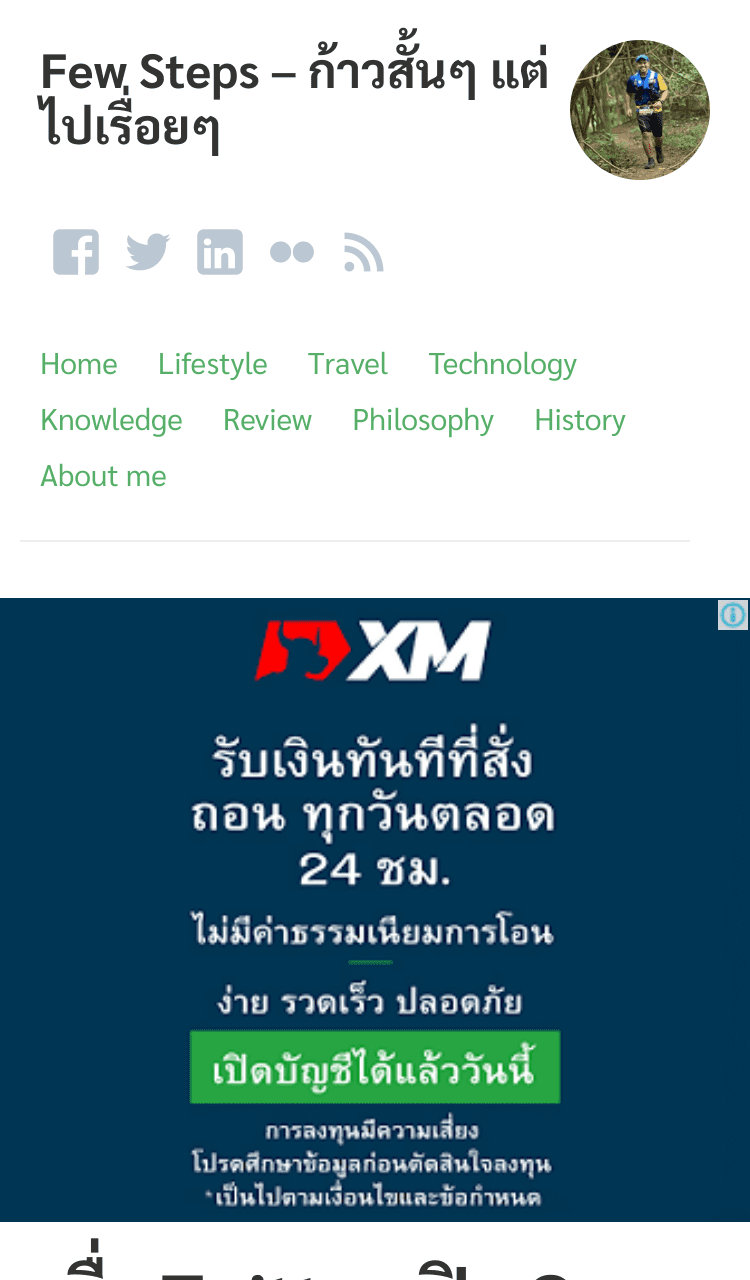 Few Steps – ก้าวสั้นๆ แต่
ไปเรื่อยๆ
Home Lifestyle Travel Technology
Knowledge Review Philosophy History
About me
XM
รับเงินทันทีที่สั่ง
ถอน ทุกวันตลอด
24 ชม.
ไม่มีค่าธรรมเนียมการโอน
ง่าย รวดเร็ว ปลอดภัย
เปิดบัญชีได้แล้ววันนี้
การลงทุนมีความเสี่ยง
โปรดศึกษาข้อมูลก่อนตัดสินใจลงทุน
*เป็นไปตามเงื่อนไขและข้อกำหนด